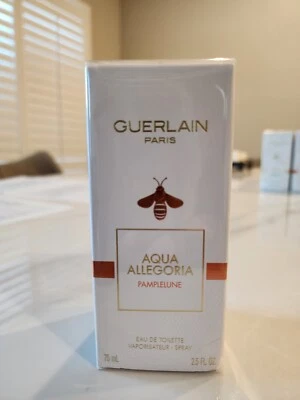 GUERLAIN
PARIS
AQUA
ALLEGORIA
PAMPLELUNE
EAU DE TOILETTE
VAPORISATEUR - SPRAY
75 mL 2.5 FL. OZ